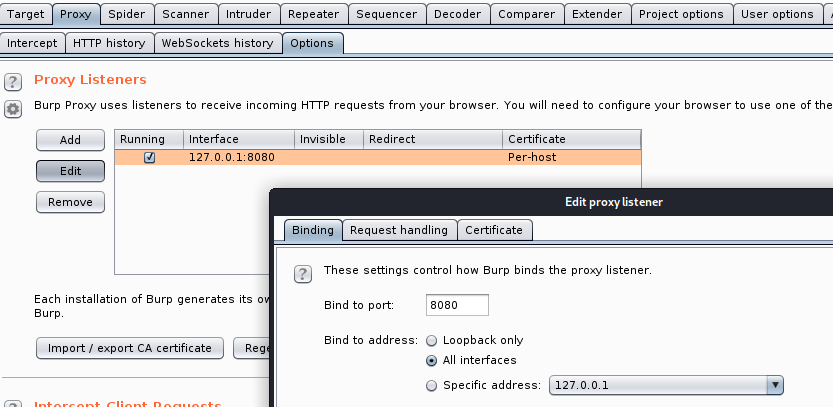 Target Proxy Spider Scanner Intruder Repeater Sequencer Decoder Comparer Extender Project options User options
Intercept HTTP history WebSockets history Options
? Proxy Listeners
Burp Proxy uses listeners to receive incoming HTTP requests from your browser. You will need to configure your browser to use one of the
Add Running Interface Invisible Redirect Certificate
127.0.0.1:8080 Per-host
Edit
Remove
Edit proxy listener
Binding Request handling Certificate
? These settings control how Burp binds the proxy listener.
Each installation of Burp generates its ow
Burp.
Bind to port: 8080
Import / export CA certificate Rege
Bind to address: Loopback only
All interfaces
Specific address: 127.0.0.1
? Intercept Client Requests